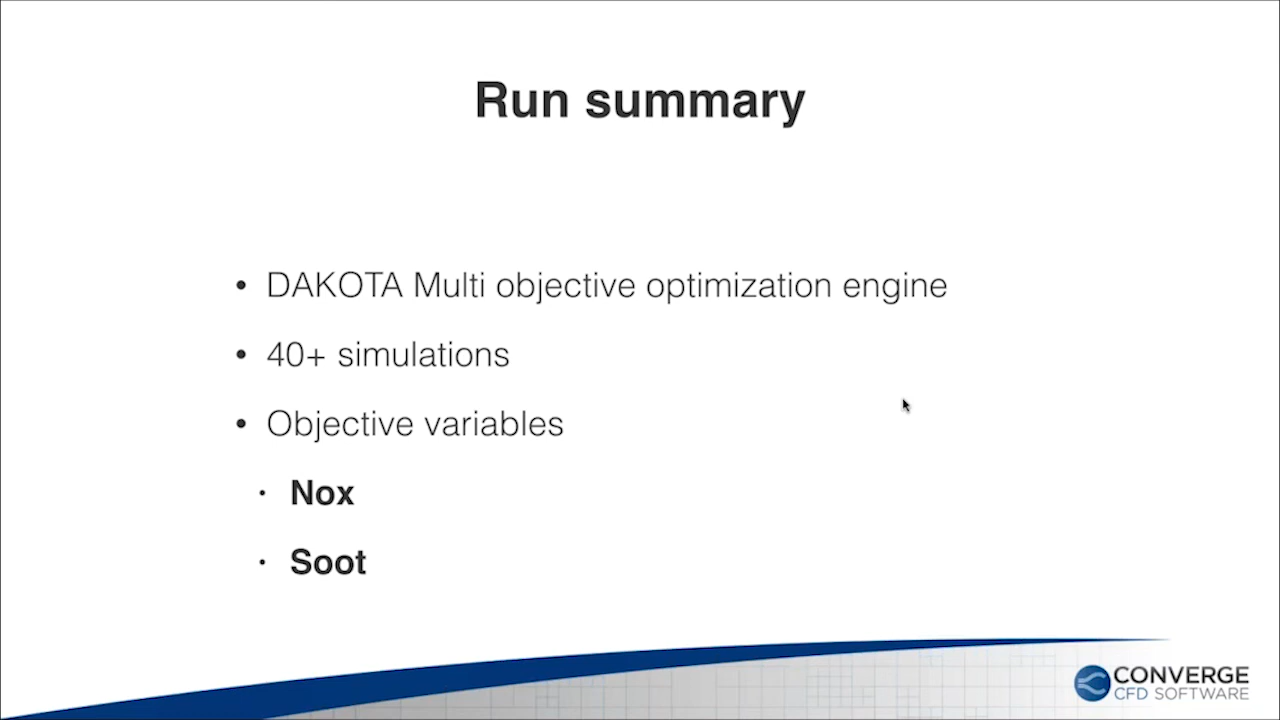 Run summary
• DAKOTA Multi objective optimization engine
• 40+ simulations
• Objective variables
• Nox
• Soot
CONVERGE
CFD SOFTWARE